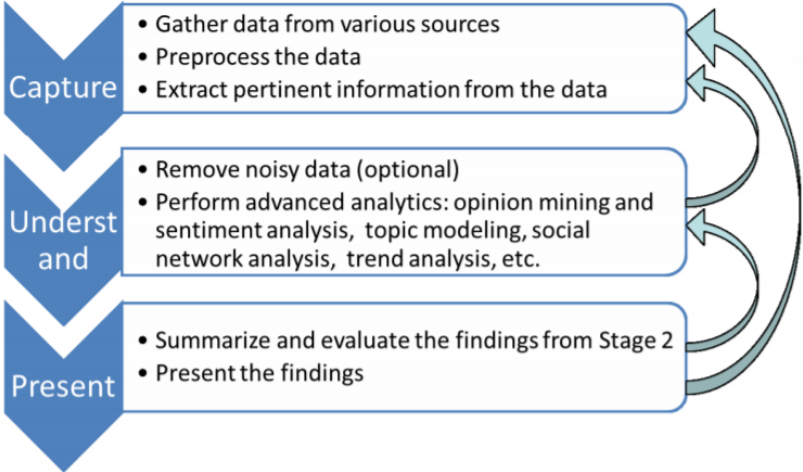 Capture
• Gather data from various sources
• Preprocess the data
• Extract pertinent information from the data
Underst
and
• Remove noisy data (optional)
• Perform advanced analytics: opinion mining and
sentiment analysis, topic modeling, social
network analysis, trend analysis, etc.
Present
• Summarize and evaluate the findings from Stage 2
• Present the findings